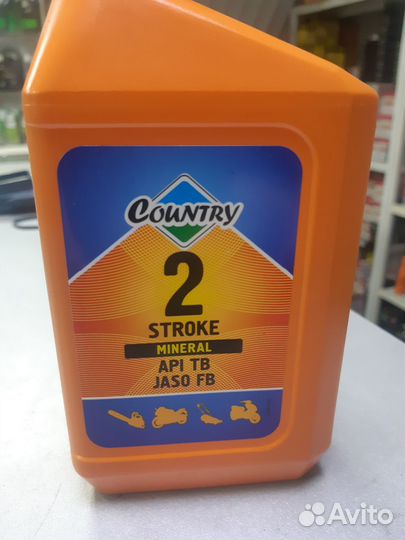 COUNTRY
2
STROKE
MINERAL
API TB
JASO FB
Avito